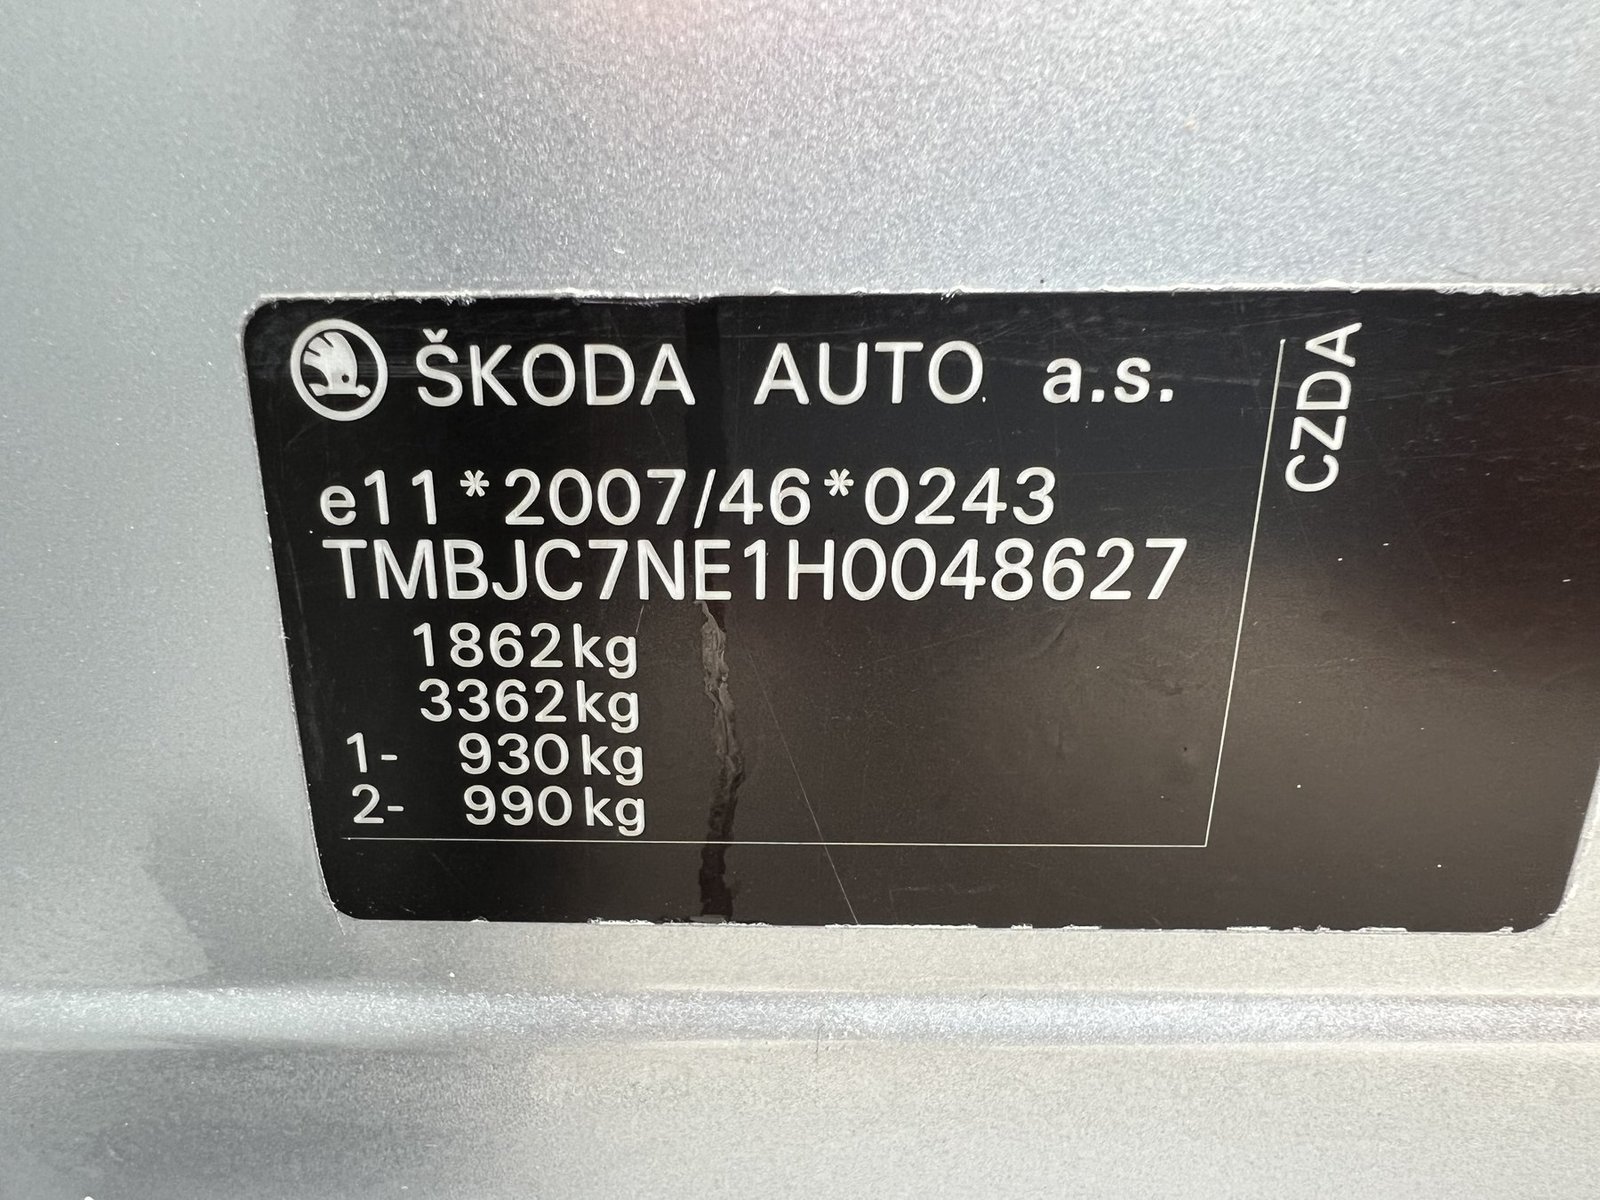 ŠKODA AUTO a.s.
CZDA
e11*2007/46*0243
TMBJC7NE1H0048627
1862kg
3362kg
1- 930kg
2- 990kg